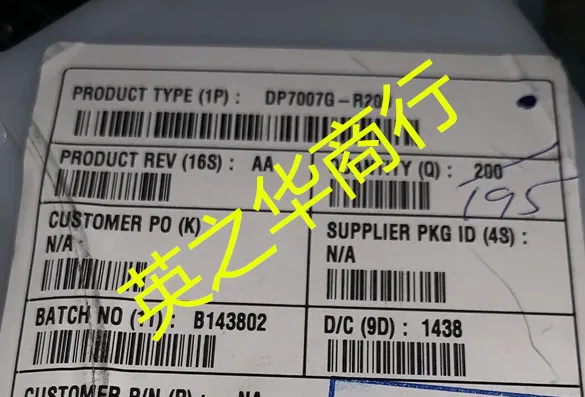 PRODUCT TYPE (1P) : DP7007G-R20
PRODUCT REV (16S) : AA
(Q) : 200
195
CUSTOMER PO (K)
N/A
SUPPLIER PKG ID (4S) :
N/A
BATCH NO : B143802
D/C (9D) : 1438
英之华商行